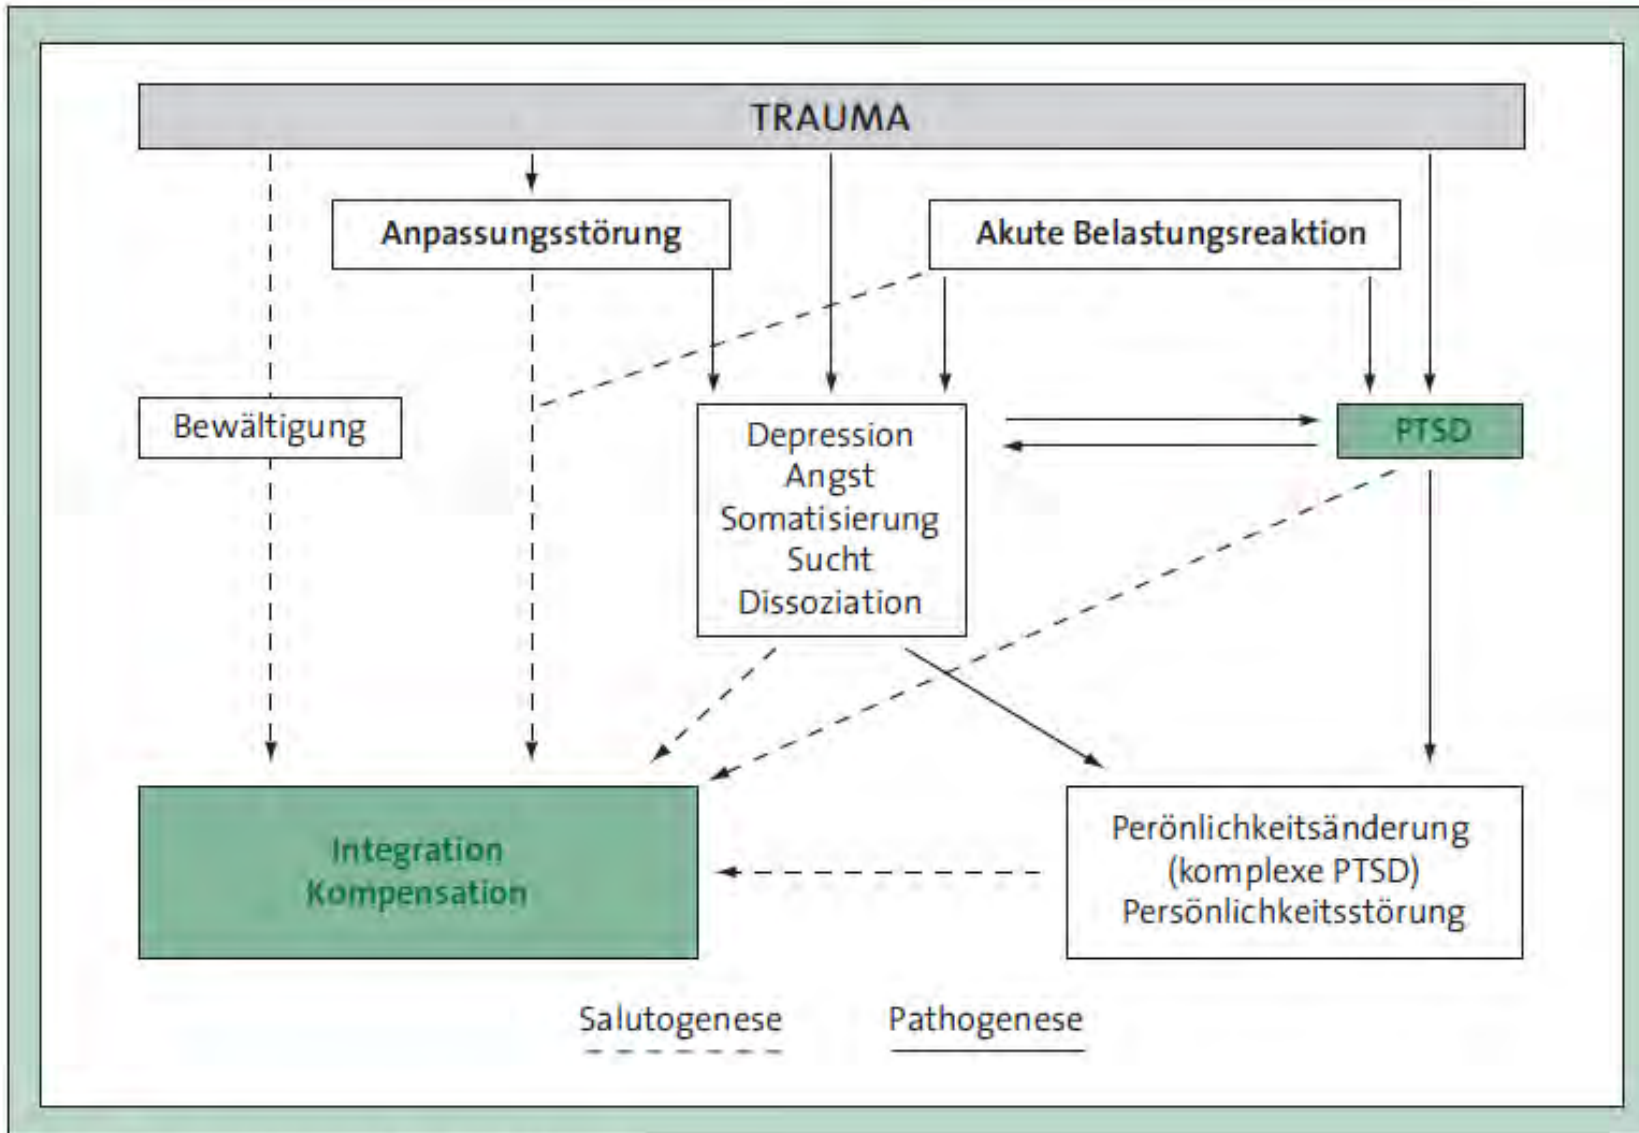 TRAUMA
Anpassungsstörung
Akute Belastungsreaktion
Bewältigung
Depression
Angst
Somatisierung
Sucht
Dissoziation
PTSD
Integration
Kompensation
Perönlichkeitsänderung
(komplexe PTSD)
Persönlichkeitsstörung
Salutogenese
Pathogenese